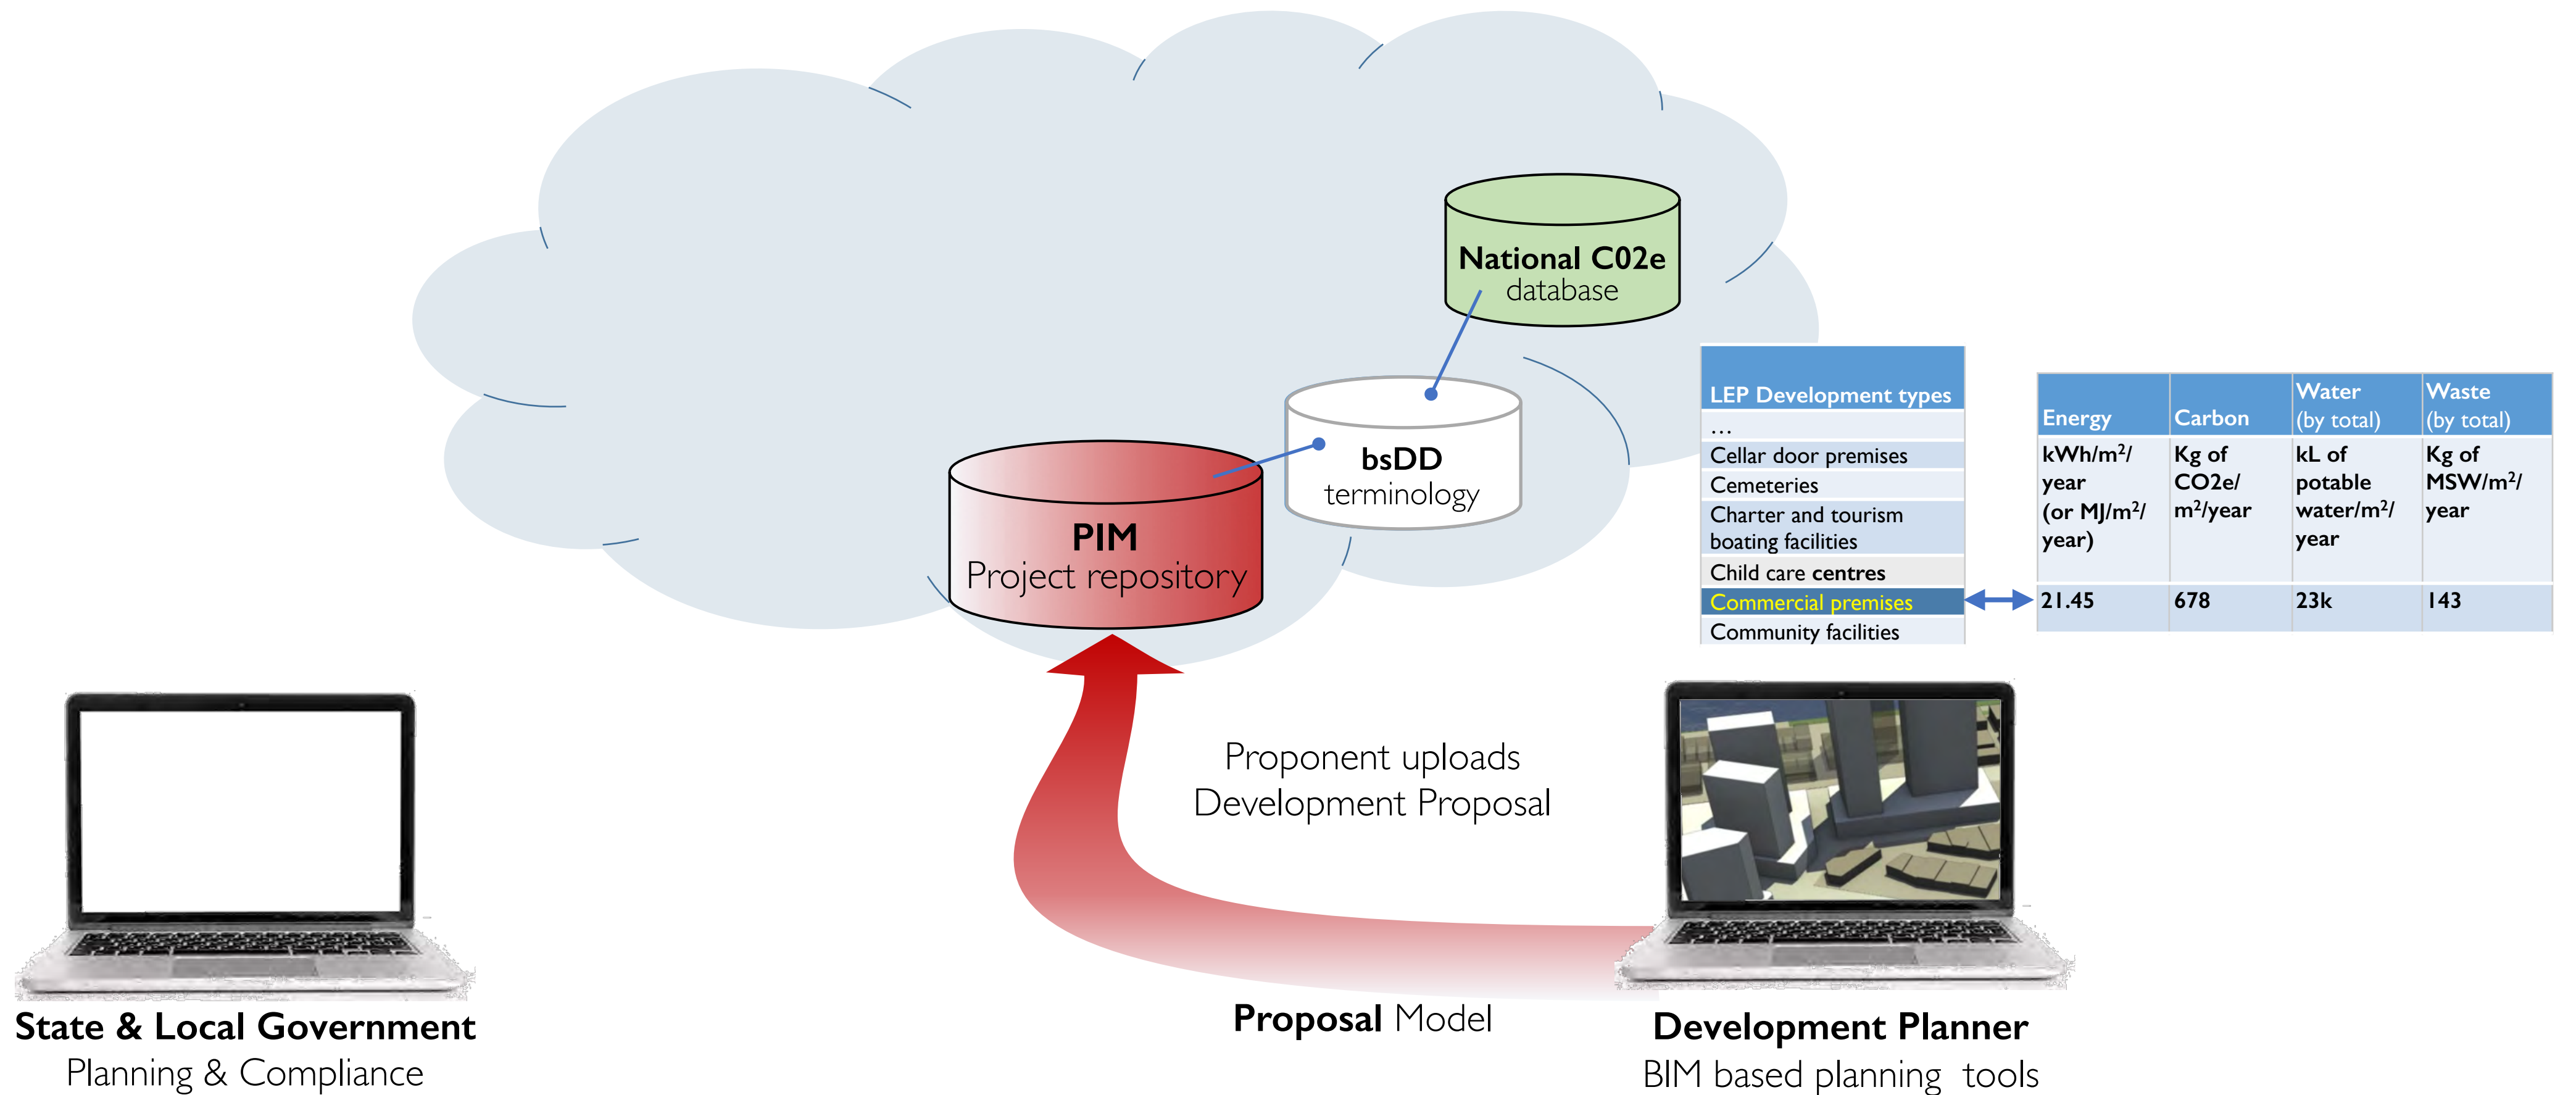 National C02e
database
bsDD
terminology
PIM
Project repository
LEP Development types
…
Cellar door premises
Cemeteries
Charter and tourism
boating facilities
Child care centres
Commercial premises
Community facilities
Energy
Carbon
Water
(by total)
Waste
(by total)
kWh/m²/
year
(or MJ/m²/
year)
Kg of
CO2e/
m²/year
kL of
potable
water/m²/
year
Kg of
MSW/m²/
year
21.45
678
23k
143
Proponent uploads
Development Proposal
Proposal Model
State & Local Government
Planning & Compliance
Development Planner
BIM based planning tools